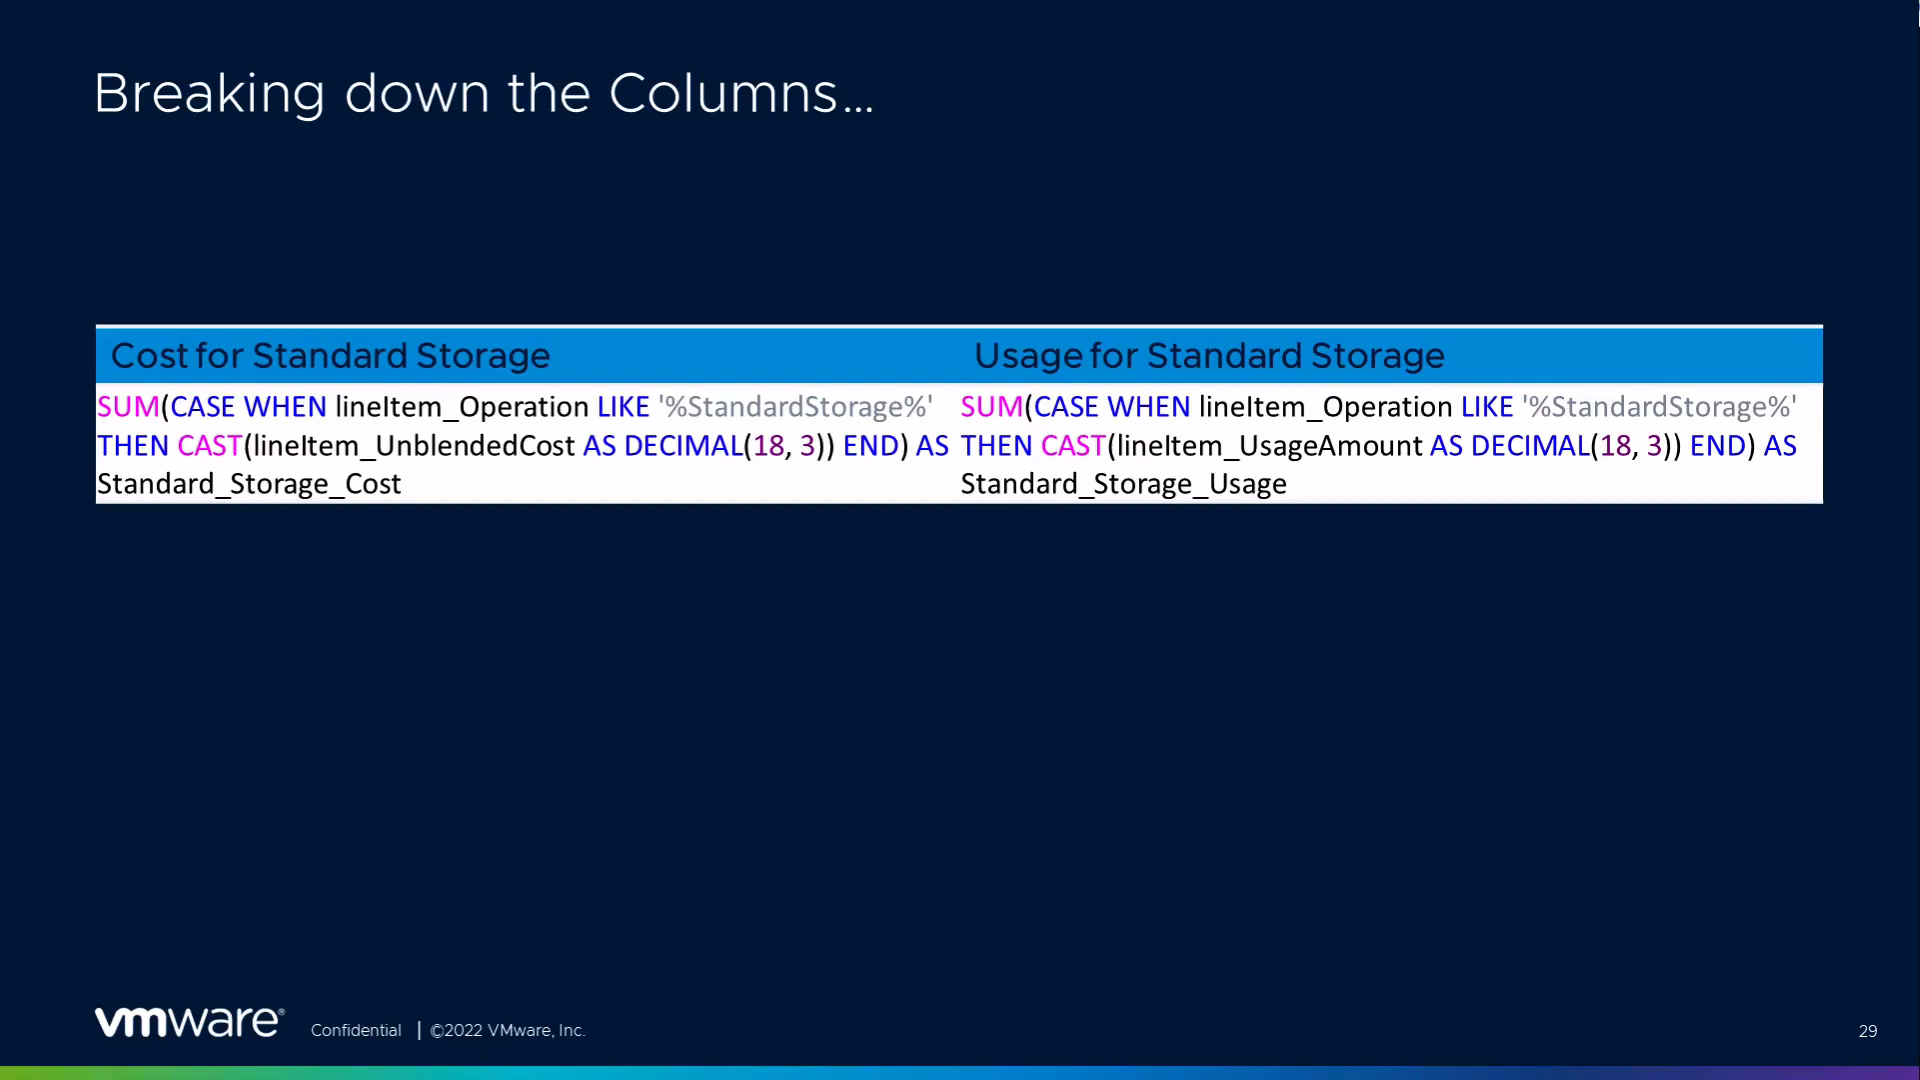 Breaking down the Columns...
Cost for Standard Storage
SUM(CASE WHEN lineItem_Operation LIKE '%StandardStorage%'
THEN CAST(lineItem_UnblendedCost AS DECIMAL(18, 3)) END) AS
Standard_Storage_Cost
Usage for Standard Storage
SUM(CASE WHEN lineItem_Operation LIKE '%StandardStorage%'
THEN CAST(lineItem_UsageAmount AS DECIMAL(18, 3)) END) AS
Standard_Storage_Usage
vmware® Confidential | ©2022 VMware, Inc.
29